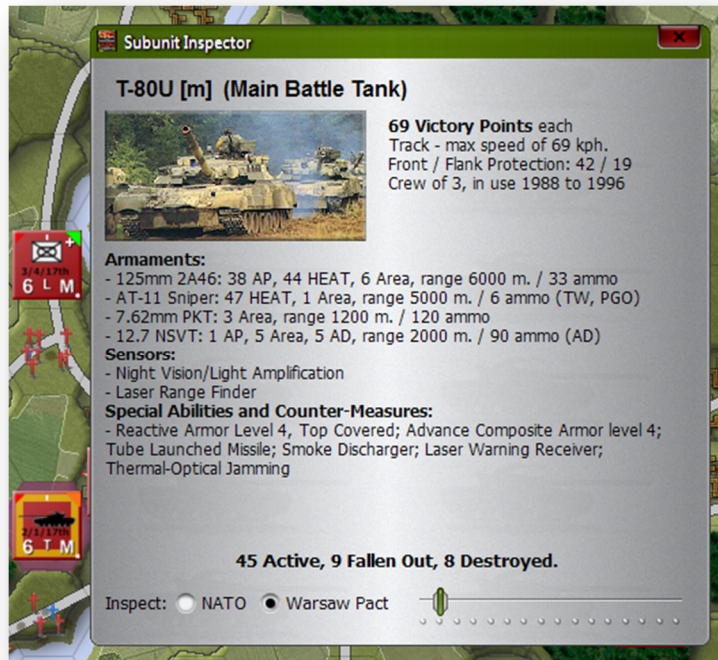 Subunit Inspector
T-80U [m] (Main Battle Tank)
69 Victory Points each
Track - max speed of 69 kph.
Front / Flank Protection: 42 / 19
Crew of 3, in use 1988 to 1996
Armaments:
- 125mm 2A46: 38 AP, 44 HEAT, 6 Area, range 6000 m. / 33 ammo
- AT-11 Sniper: 47 HEAT, 1 Area, range 5000 m. / 6 ammo (TW, PGO)
- 7.62mm PKT: 3 Area, range 1200 m. / 120 ammo
- 12.7 NSVT: 1 AP, 5 Area, 5 AD, range 2000 m. / 90 ammo (AD)
Sensors:
- Night Vision/Light Amplification
- Laser Range Finder
Special Abilities and Counter-Measures:
- Reactive Armor Level 4, Top Covered; Advance Composite Armor level 4;
Tube Launched Missile; Smoke Discharger; Laser Warning Receiver;
Thermal-Optical Jamming
45 Active, 9 Fallen Out, 8 Destroyed.
Inspect: NATO Warsaw Pact
3/4/17th
6 L M
2/1/17th
6 T M